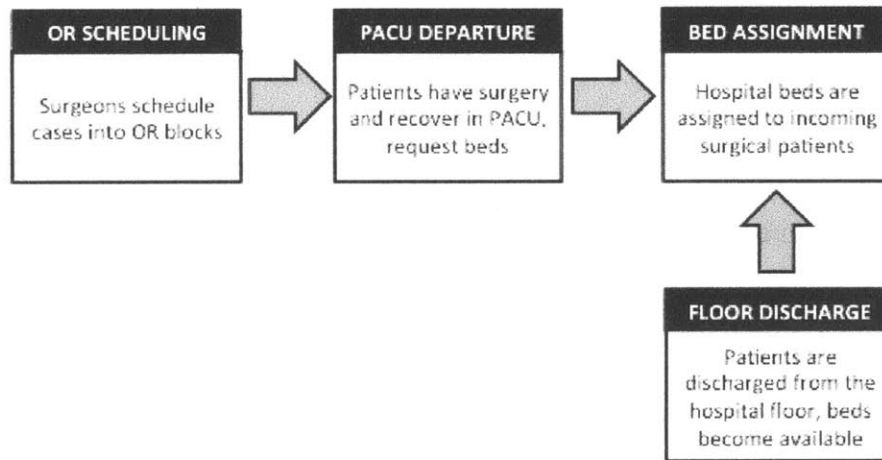 OR SCHEDULING
Surgeons schedule
cases into OR blocks
PACU DEPARTURE
Patients have surgery
and recover in PACU,
request beds
BED ASSIGNMENT
Hospital beds are
assigned to incoming
surgical patients
FLOOR DISCHARGE
Patients are
discharged from the
hospital floor, beds
become available